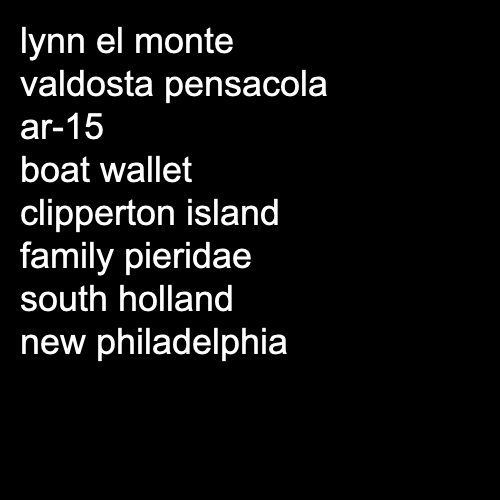 lynn el monte
valdosta pensacola
ar-15
boat wallet
clipperton island
family pieridae
south holland
new philadelphia